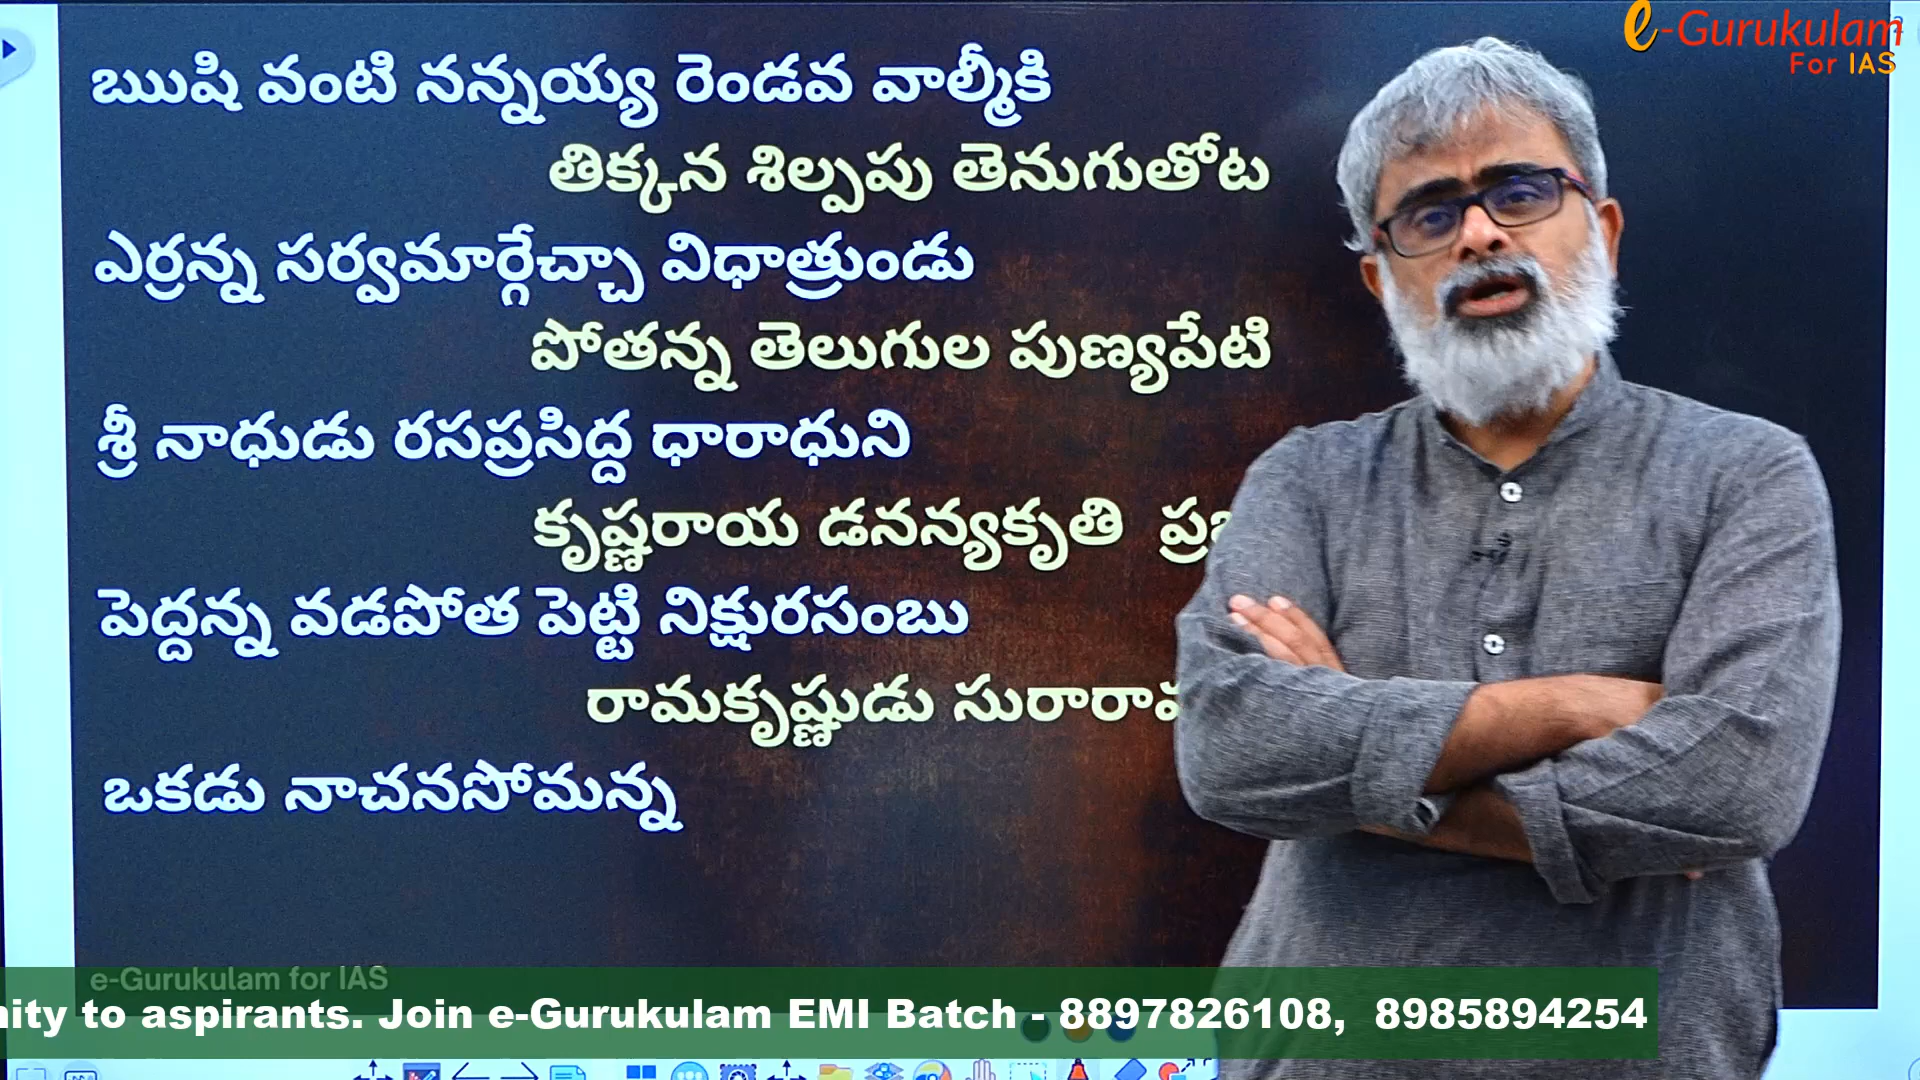 e-Gurukulam
For IAS
ఋషి వంటి నన్నయ్య రెండవ వాల్మీకి
తిక్కన శిల్పపు తెనుగుతోట
ఎర్రన్న సర్వమార్గేచ్ఛా విధాత్రుండు
పోతన్న తెలుగుల పుణ్యపేటి
శ్రీ నాధుడు రసప్రసిద్ద ధారాధుని
కృష్ణరాయ డనన్యకృతి
పెద్దన్న వడపోత పెట్టి నిక్షురసంబు
రామకృష్ణుడు
ఒకడు నాచనసోమన్న
e-Gurukulam for IAS
to aspirants. Join e-Gurukulam EMI Batch - 8897826108, 8985894254